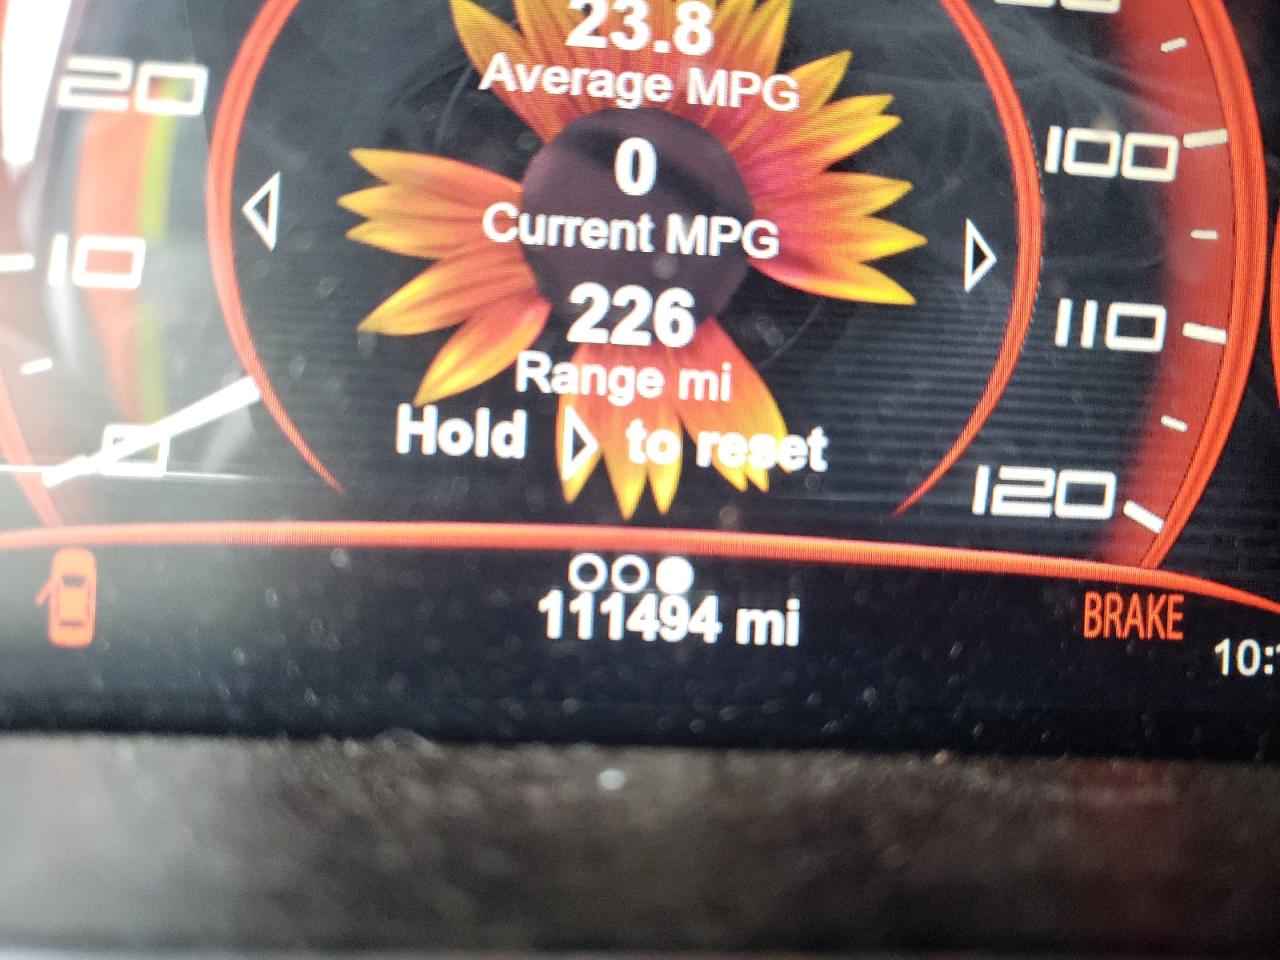 23.8
Average MPG
20
0
100
Current MPG
10
226
110
Range mi
Hold to reset
0
120
111494 mi
BRAKE